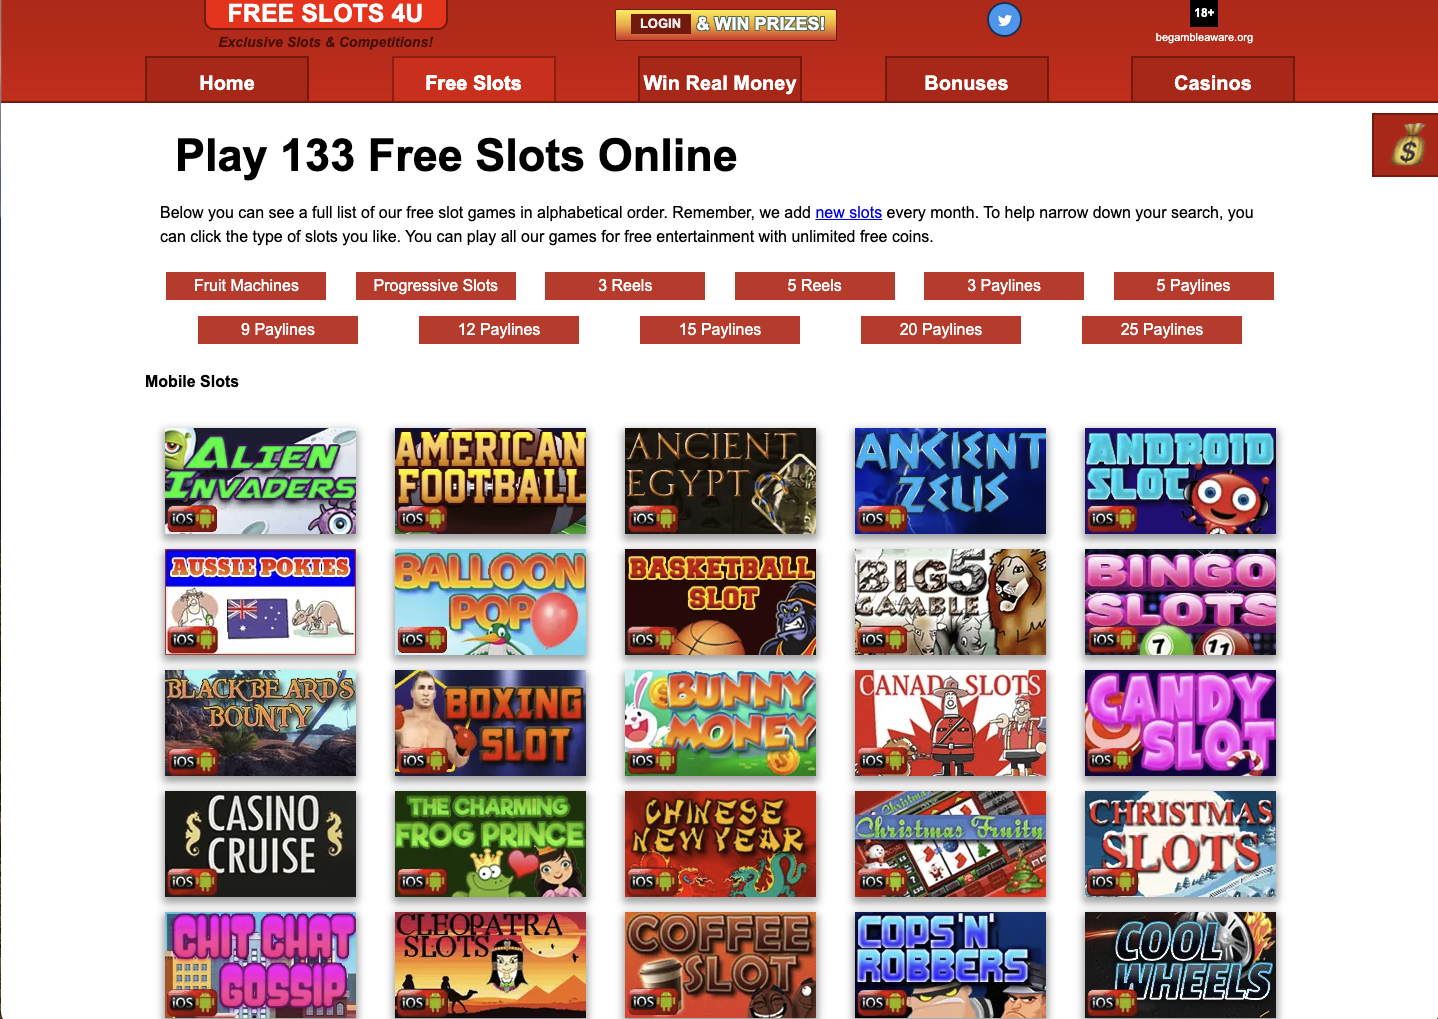 FREE SLOTS 4U
Exclusive Slots & Competitions!
LOGIN & WIN PRIZES!
18+
begambleaware.org
Home
Free Slots
Win Real Money
Bonuses
Casinos
Play 133 Free Slots Online
Below you can see a full list of our free slot games in alphabetical order. Remember, we add new slots every month. To help narrow down your search, you
can click the type of slots you like. You can play all our games for free entertainment with unlimited free coins.
Fruit Machines
Progressive Slots
3 Reels
5 Reels
3 Paylines
5 Paylines
9 Paylines
12 Paylines
15 Paylines
20 Paylines
25 Paylines
Mobile Slots
ALIEN
INVADERS
iOS
AMERICAN
FOOTBALL
iOS
ANCIENT
EGYPT
iOS
ANCIENT
ZEUS
iOS
ANDROID
SLOT
iOS
AUSSIE POKIES
iOS
BALLOON
POP
iOS
BASKETBALL
SLOT
iOS
BIG 5
GAMBLE
iOS
BINGO
SLOTS
iOS
7
11
BLACKBEARD'S
BOUNTY
iOS
BOXING
SLOT
iOS
BUNNY
MONEY
iOS
CANADA SLOTS
iOS
CANDY
SLOT
iOS
CASINO
CRUISE
iOS
THE CHARMING
FROG PRINCE
iOS
CHINESE
NEW YEAR
iOS
Christmas Fruity
iOS
CHRISTMAS
SLOTS
iOS
CHIT CHAT
GOSSIP
iOS
CLEOPATRA
SLOTS
iOS
COFFEE
SLOT
iOS
COPS 'N'
ROBBERS
iOS
COOL
WHEELS
iOS